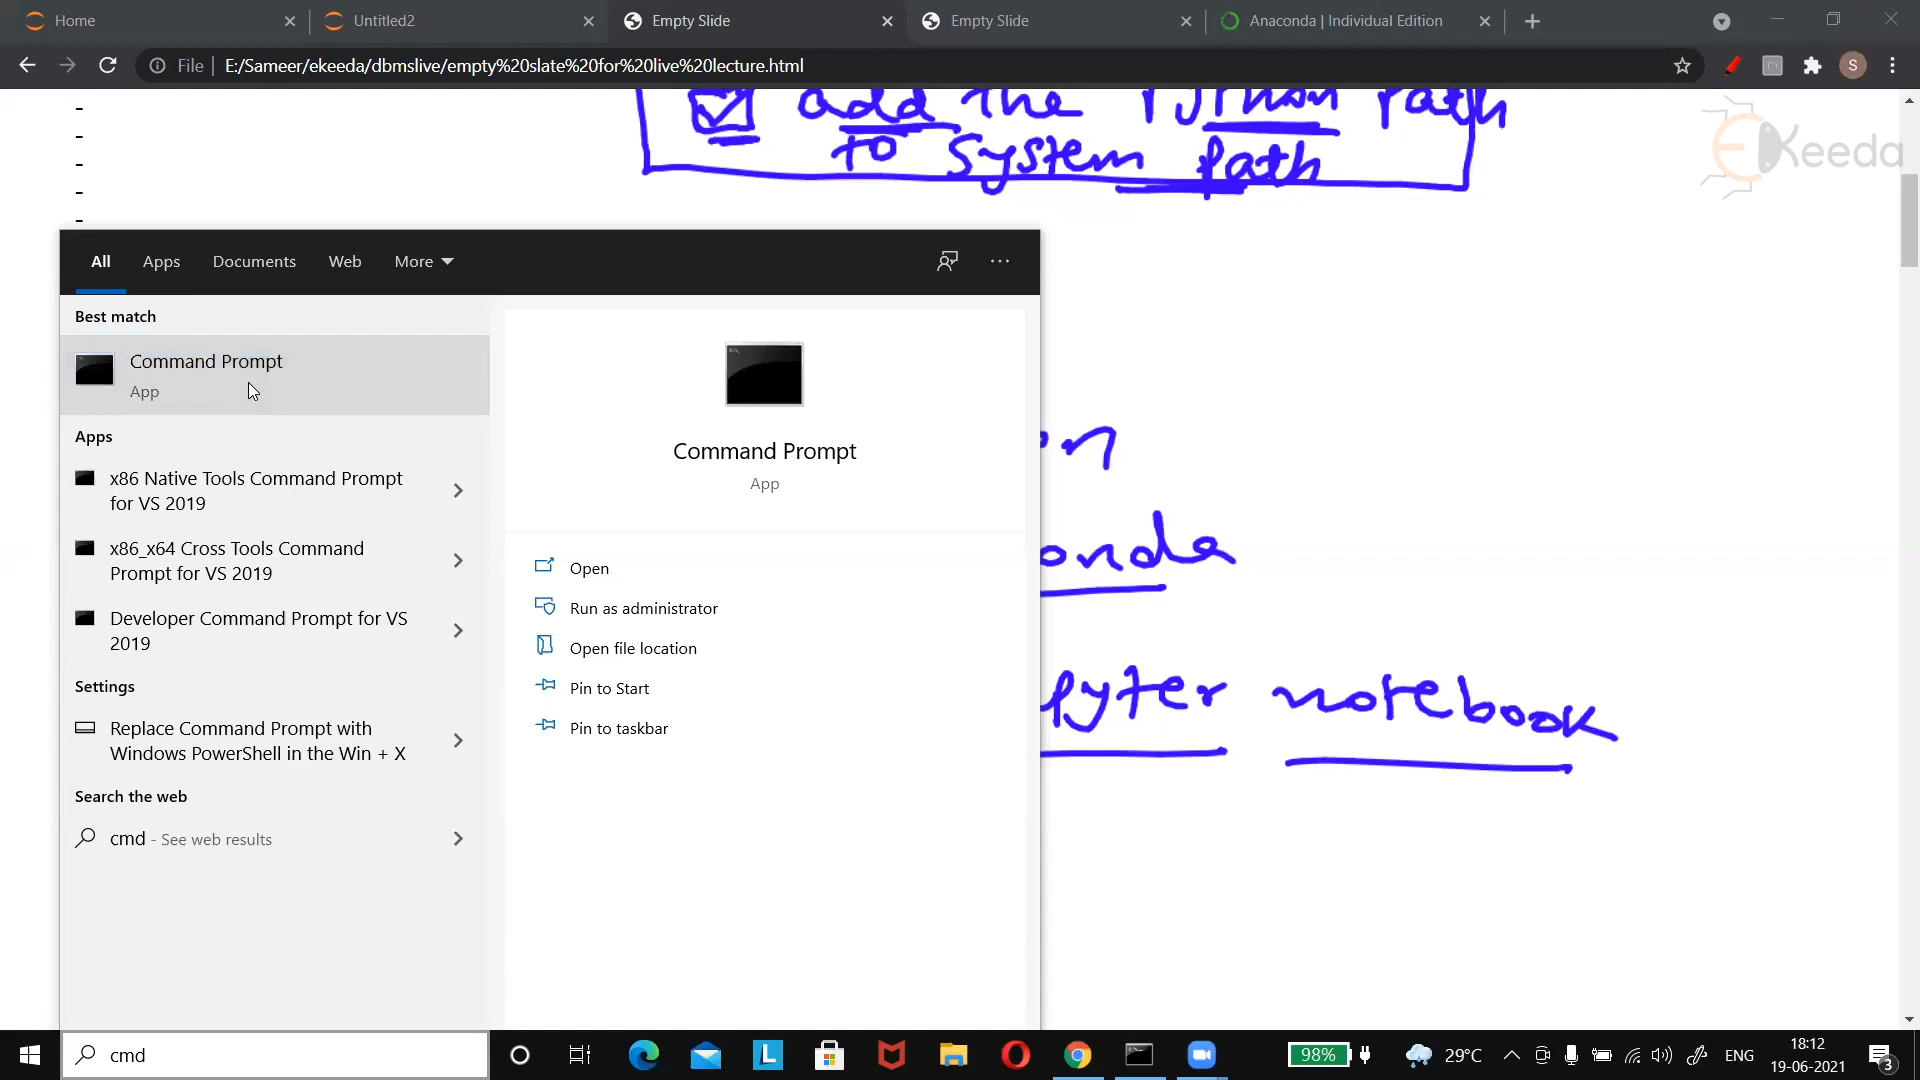 Home
Untitled2
Empty Slide
Empty Slide
Anaconda | Individual Edition
File
E:/Sameer/ekeeda/dbmslive/empty%20slate%20for%20live%20lecture.html
S
add the Python Path
to System Path
Keeda
-
-
-
-
-
All
Apps
Documents
Web
More
Best match
Command Prompt
App
Apps
x86 Native Tools Command Prompt
for VS 2019
x86_x64 Cross Tools Command
Prompt for VS 2019
Developer Command Prompt for VS
2019
Settings
Replace Command Prompt with
Windows PowerShell in the Win + X
Search the web
cmd - See web results
Command Prompt
App
Open
Run as administrator
Open file location
Pin to Start
Pin to taskbar
on
onda
pyter notebook
cmd
98%
29°C
ENG
18:12
19-06-2021
3